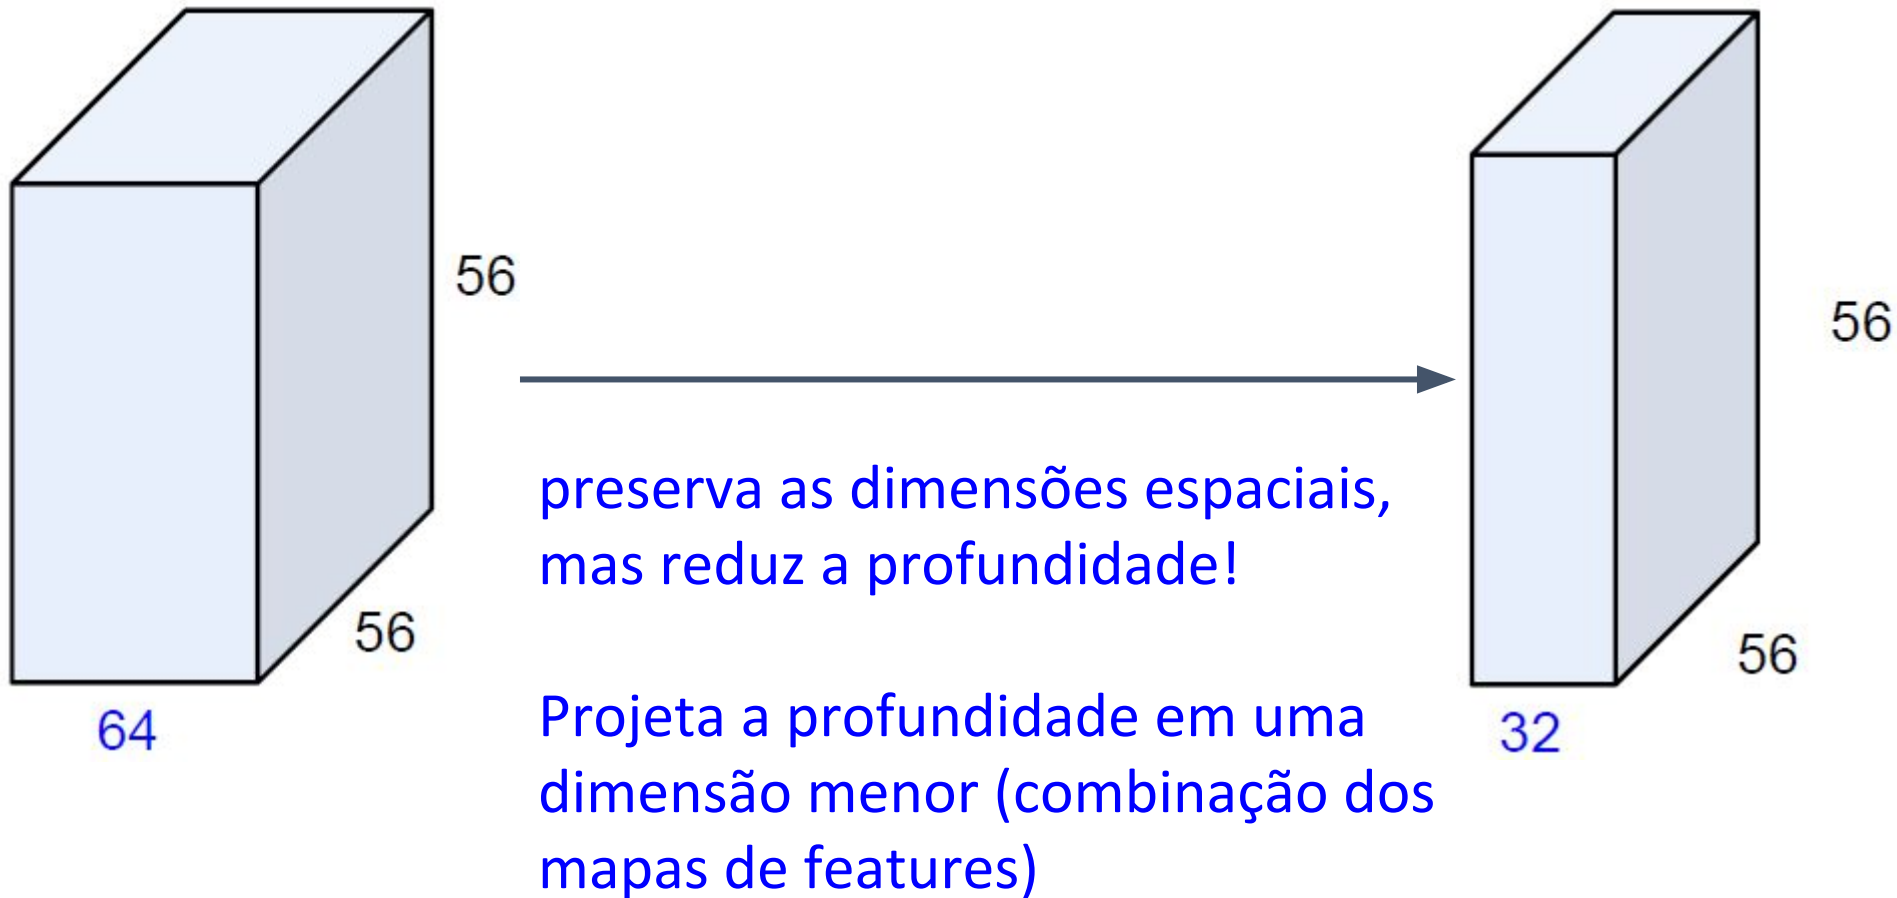 56
56
64
preserva as dimensões espaciais,
mas reduz a profundidade!
Projeta a profundidade em uma
dimensão menor (combinação dos
mapas de features)
56
56
32